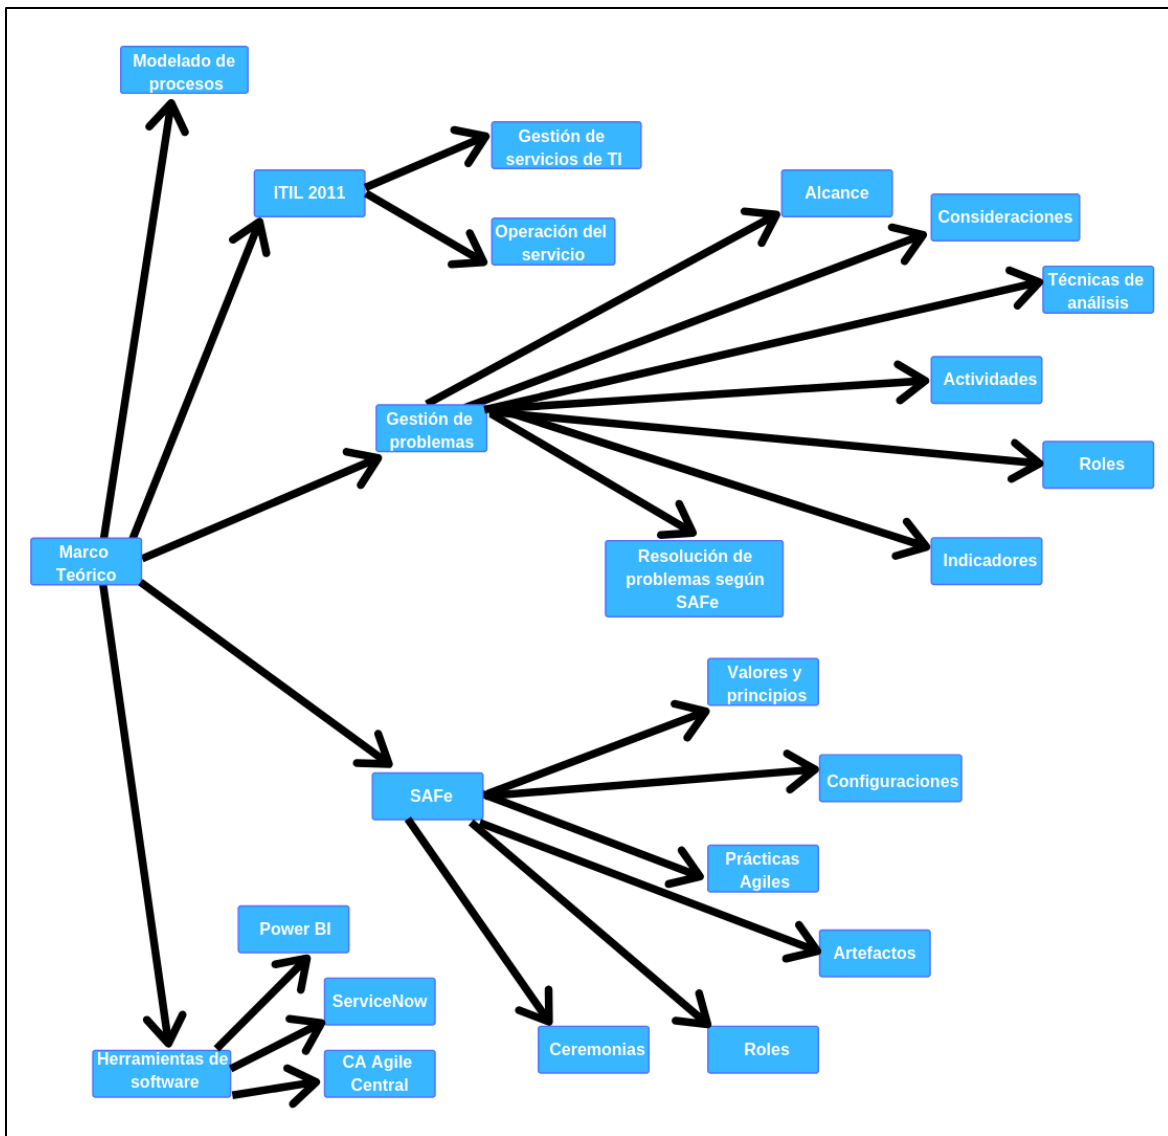 Modelado de
procesos
Gestión de
servicios de TI
ITIL 2011
Alcance
Consideraciones
Operación del
servicio
Técnicas de
análisis
Actividades
Gestión de
problemas
Roles
Marco
Teórico
Resolución de
problemas según
SAFe
Indicadores
Valores y
principios
SAFe
Configuraciones
Prácticas
Agiles
Power BI
Artefactos
ServiceNow
Herramientas de
software
CA Agile
Central
Ceremonias
Roles